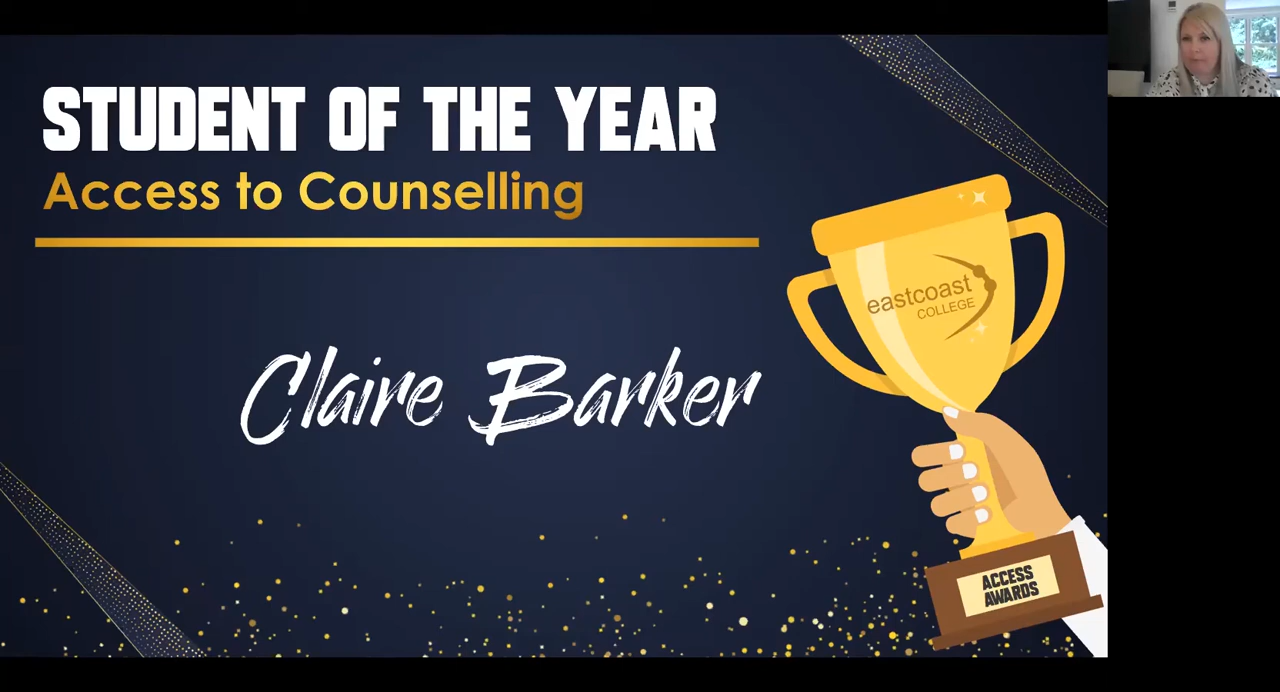 STUDENT OF THE YEAR
Access to Counselling
Claire Barker
eastcoast
COLLEGE
ACCESS
AWARDS